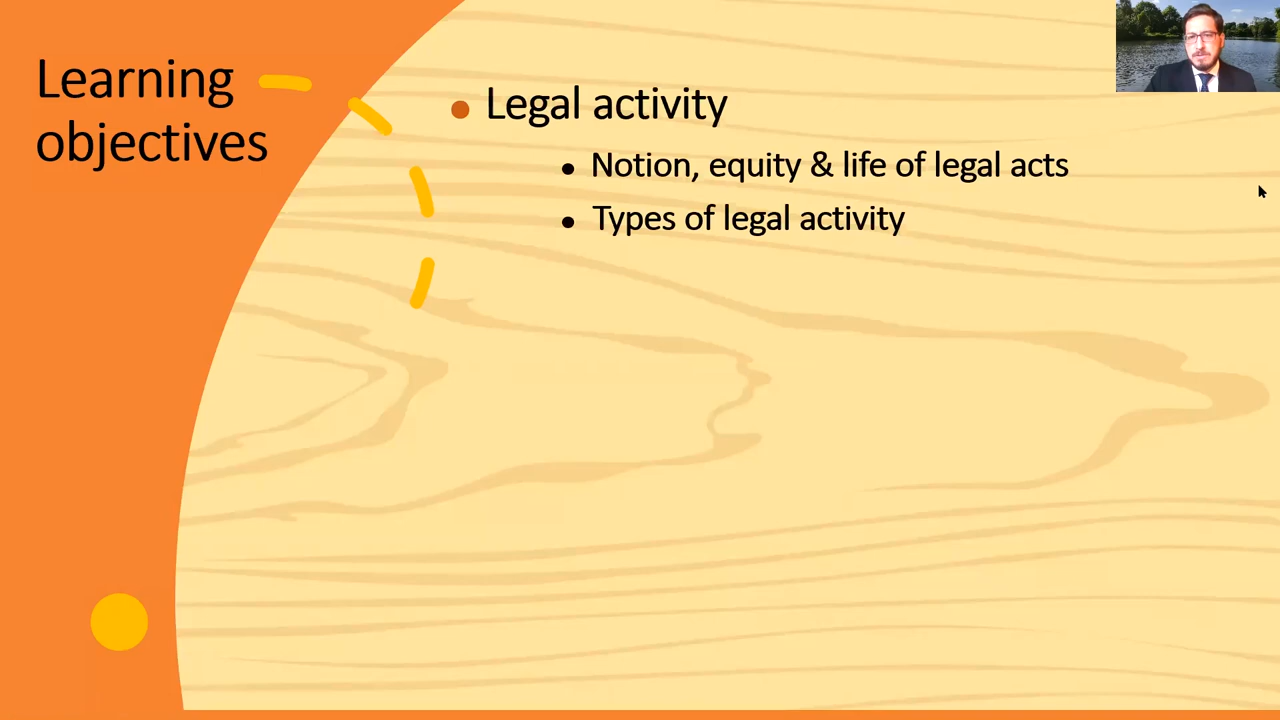 Learning
objectives
Legal activity
Notion, equity & life of legal acts
Types of legal activity